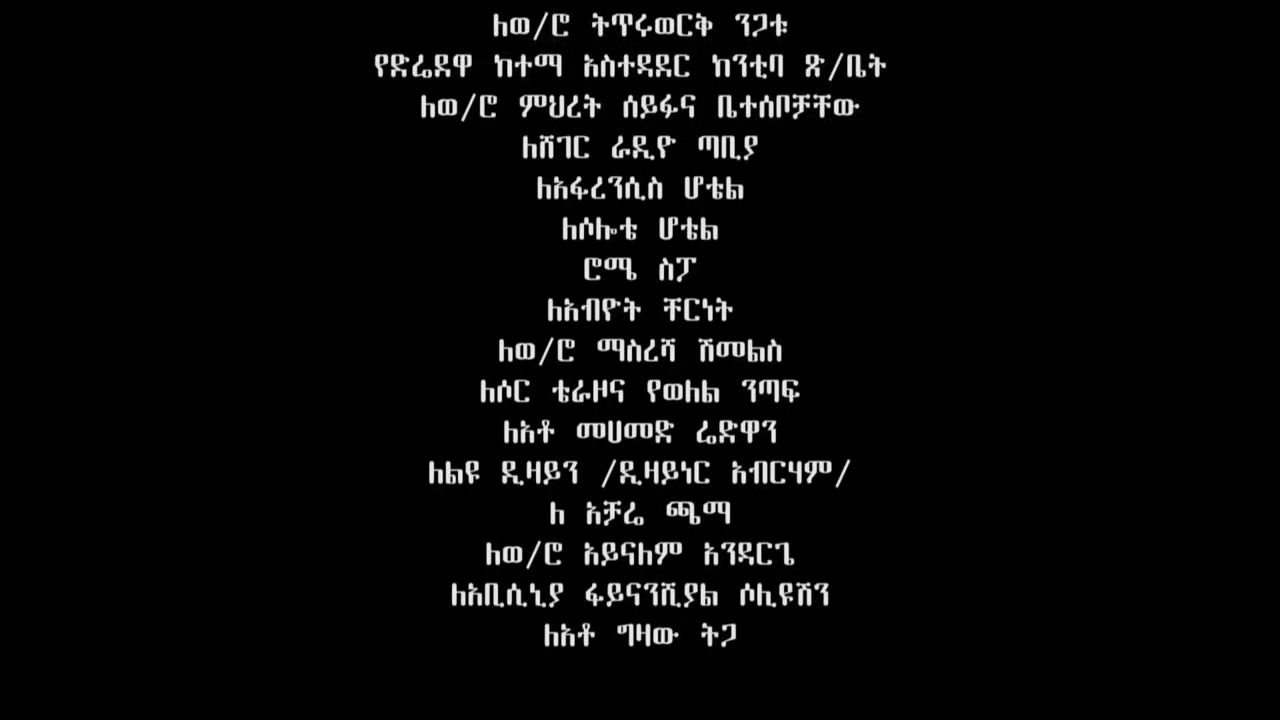 ለወ/ሮ ትጥሩወርቅ ንጋቱ
የድሬደዋ ከተማ አስተዳደር ከንቲባ ጽ/ቤት
ለወ/ሮ ምህረት ሰይፉና ቤተሰቦቻቸው
ለሸገር ራዲዮ ጣቢያ
ለአፋረንሲስ ሆቴል
ለሶሎቴ ሆቴል
ሮሜ ስፓ
ለአብዮት ቸርነት
ለወ/ሮ ማስረሻ ሽመልስ
ለሶር ቴራዞና የወለል ንጣፍ
ለአቶ መሀመድ ሬድዋን
ለልዩ ዲዛይን /ዲዛይነር አብርሃም/
ለ አቻሬ ጫማ
ለወ/ሮ አይናለም አንዳርጌ
ለአቢሲኒያ ፋይናንሺያል ሶሊዩሽን
ለአቶ ግዛው ትጋ